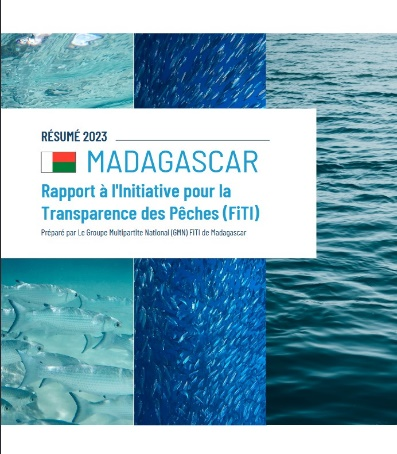 RÉSUMÉ 2023
MADAGASCAR
Rapport à l'Initiative pour la
Transparence des Pêches (FiTI)
Préparé par Le Groupe Multipartite National (GMN) FITI de Madagascar